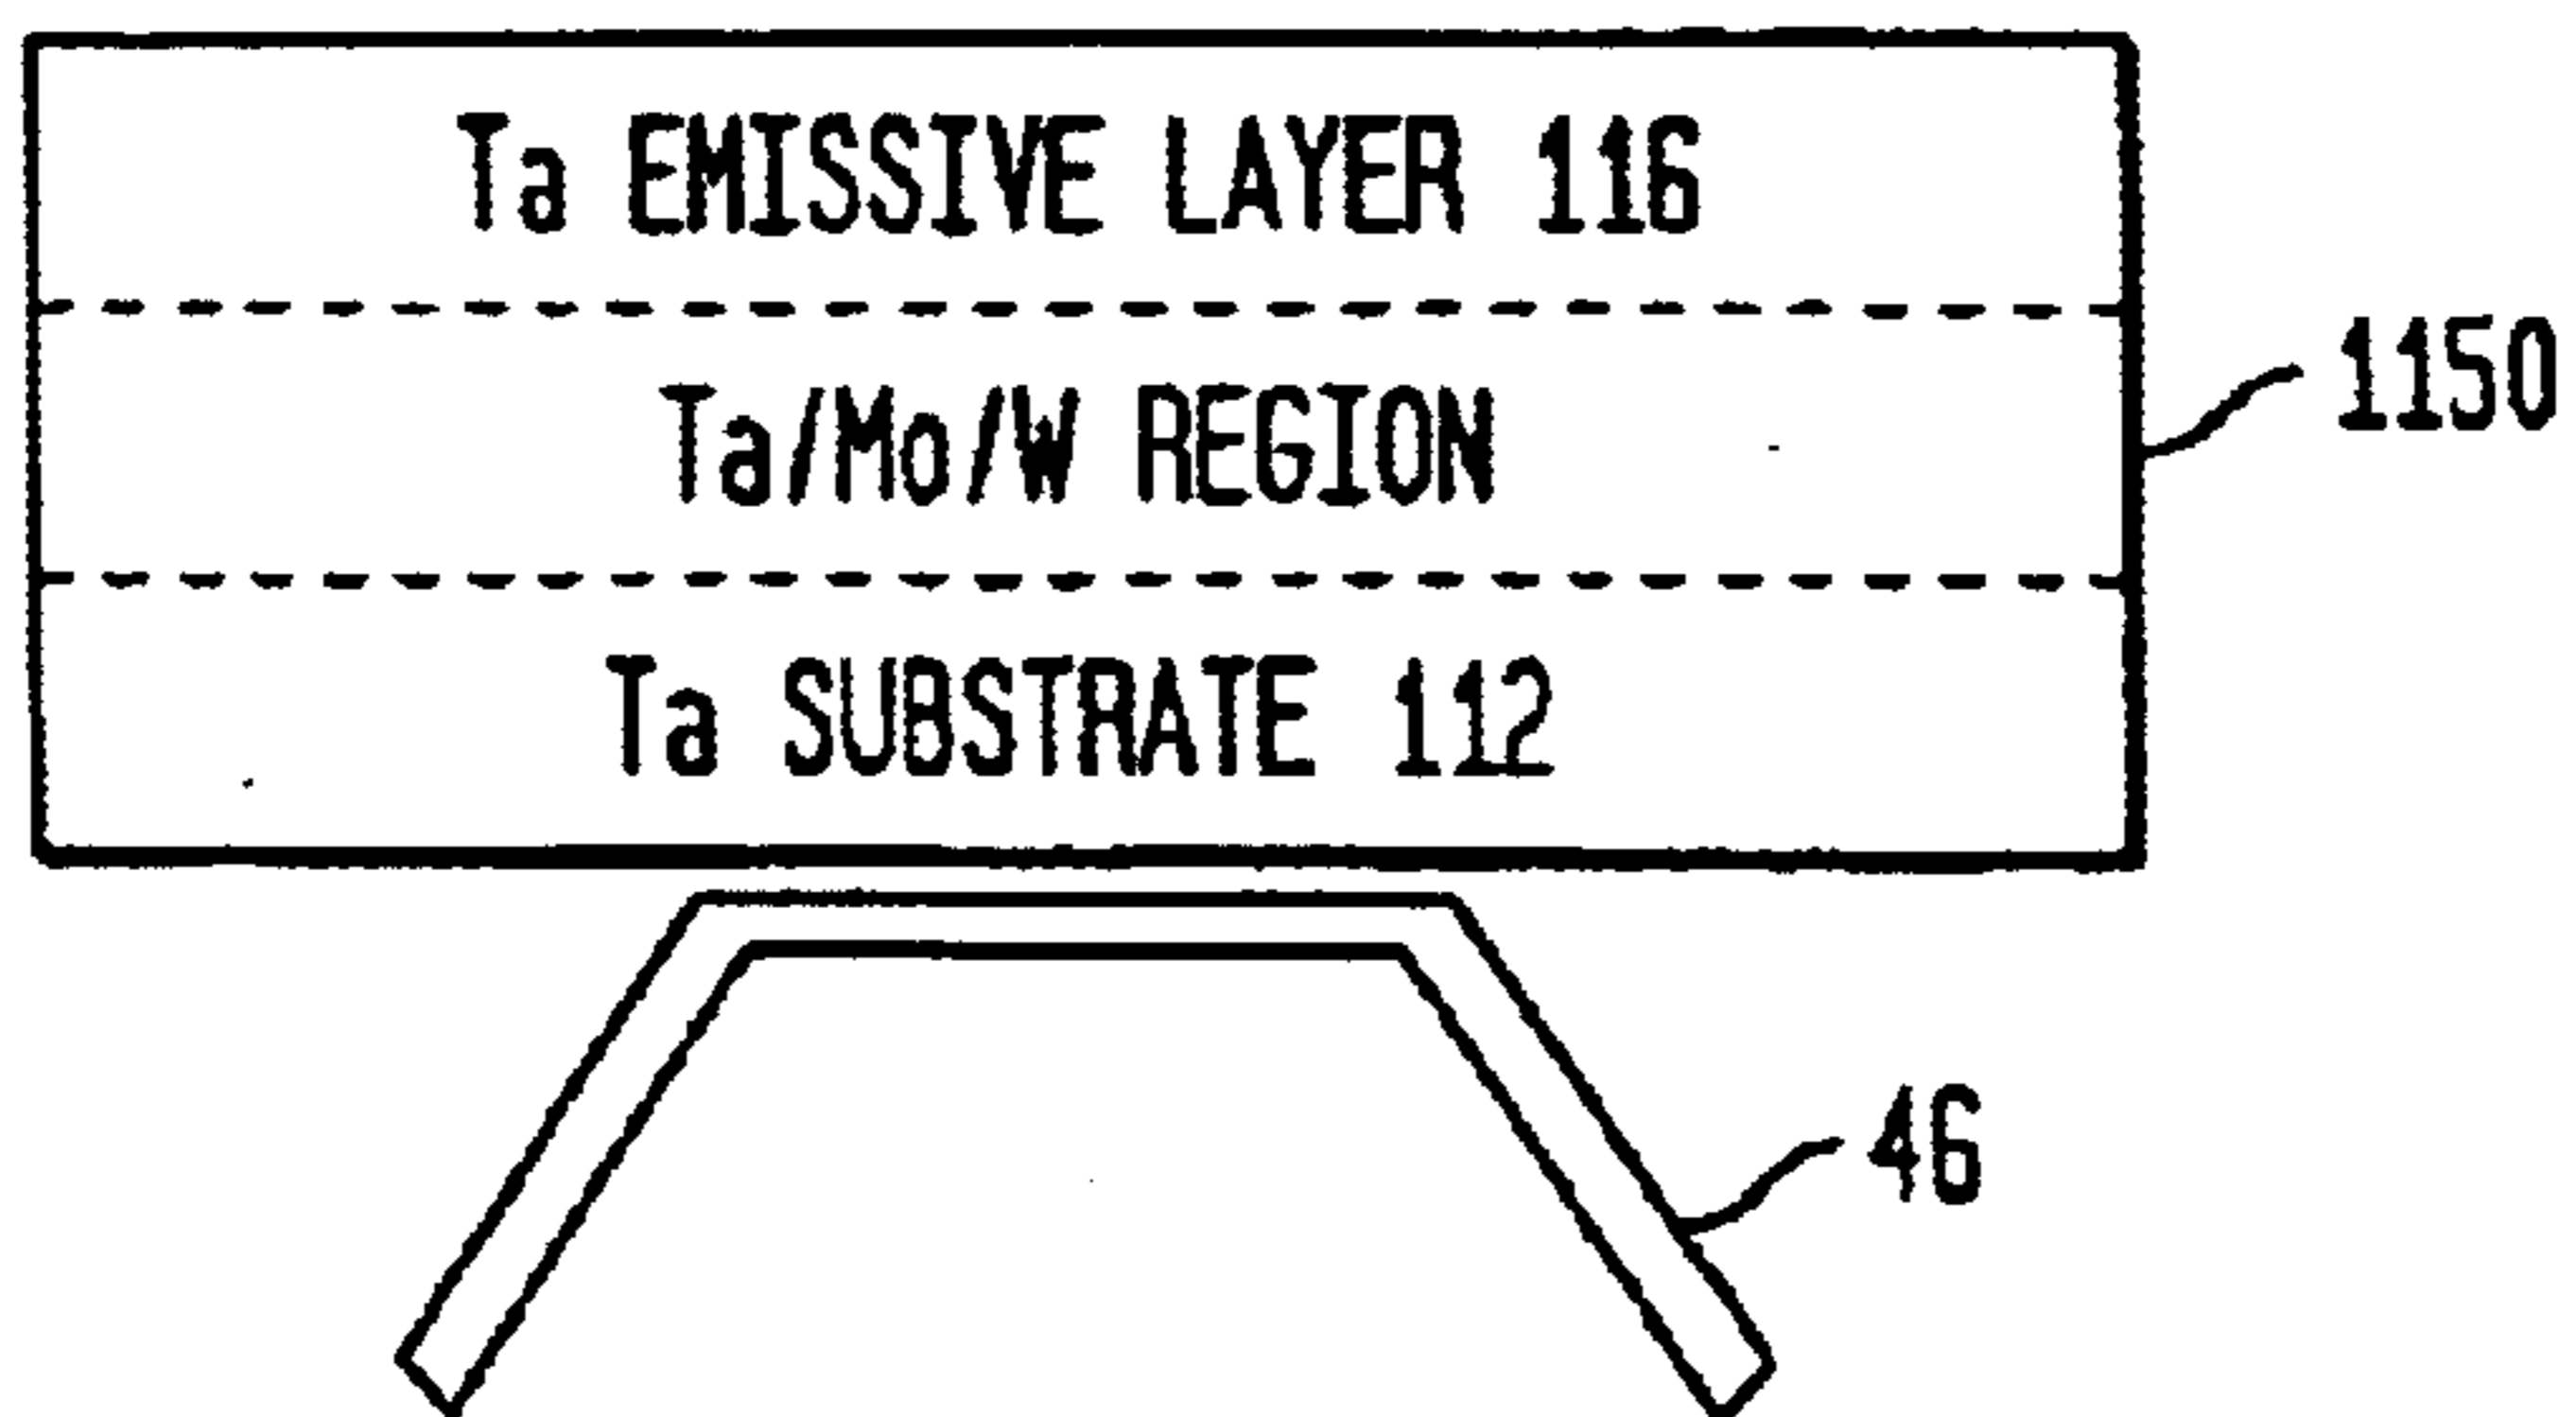 Ta EMISSIVE LAYER 116
Ta/Mo/W REGION
1150
Ta SUBSTRATE 112
46